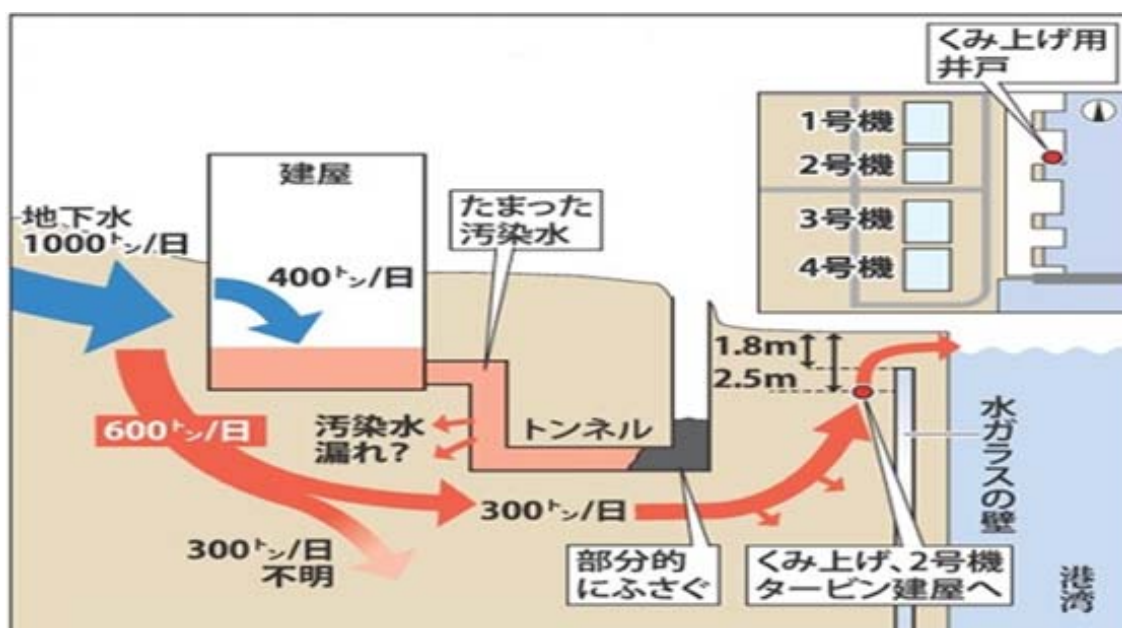 くみ上げ用
井戸
1号機
2号機
3号機
4号機
建屋
地下水
1000トン/日
400トン/日
たまった
汚染水
1.8m
2.5m
600トン/日
汚染水
漏れ?
トンネル
300トン/日
300トン/日
不明
部分的
にふさぐ
くみ上げ、2号機
タービン建屋へ
水ガラスの壁
港湾